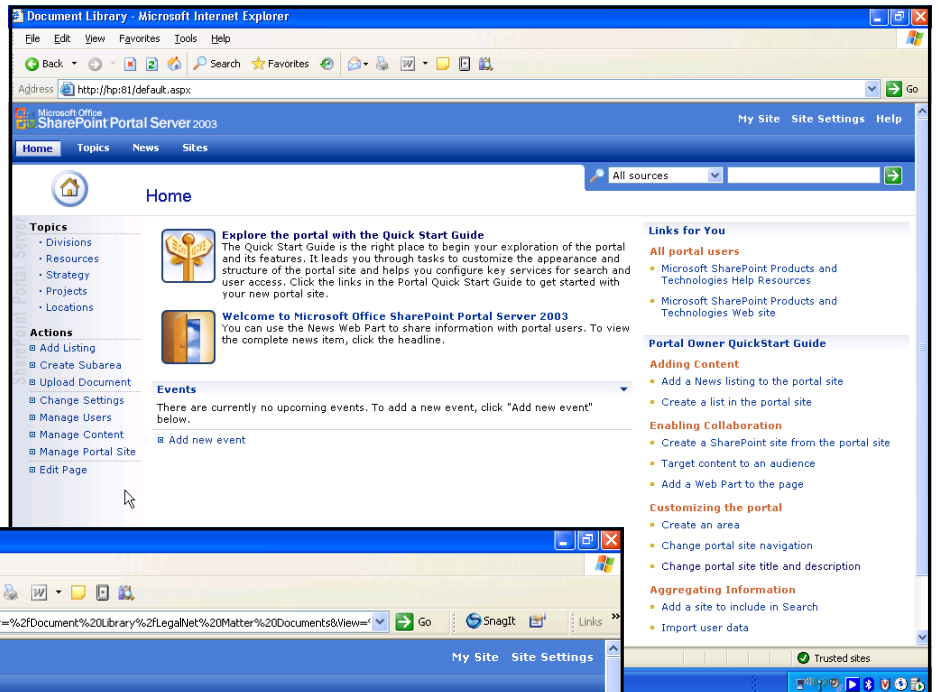 Document Library - Microsoft Internet Explorer
File Edit View Favorites Tools Help
Back Search Favorites
Address http://hp:81/default.aspx Go
Microsoft Office
SharePoint Portal Server 2003
My Site Site Settings Help
Home Topics News Sites
All sources
Home
Topics
Divisions
Resources
Strategy
Projects
Locations
Actions
Add Listing
Create Subarea
Upload Document
Change Settings
Manage Users
Manage Content
Manage Portal Site
Edit Page
SharePoint Portal Server
Explore the portal with the Quick Start Guide
The Quick Start Guide is the right place to begin your exploration of the portal
and its features. It leads you through tasks to customize the appearance and
structure of the portal site and helps you configure key services for search and
user access. Click the links in the Portal Quick Start Guide to get started with
your new portal site.
Welcome to Microsoft Office SharePoint Portal Server 2003
You can use the News Web Part to share information with portal users. To view
the complete news item, click the headline.
Events
There are currently no upcoming events. To add a new event, click "Add new event"
below.
Add new event
Links for You
All portal users
Microsoft SharePoint Products and
Technologies Help Resources
Microsoft SharePoint Products and
Technologies Web site
Portal Owner QuickStart Guide
Adding Content
Add a News listing to the portal site
Create a list in the portal site
Enabling Collaboration
Create a SharePoint site from the portal site
Target content to an audience
Add a Web Part to the page
Customizing the portal
Create an area
Change portal site navigation
Change portal site title and description
Aggregating Information
Add a site to include in Search
Import user data
Trusted sites
=%2fDocument%20Library%2fLegalNet%20Matter%20Documents&View= Go SnagIt Links »
My Site Site Settings